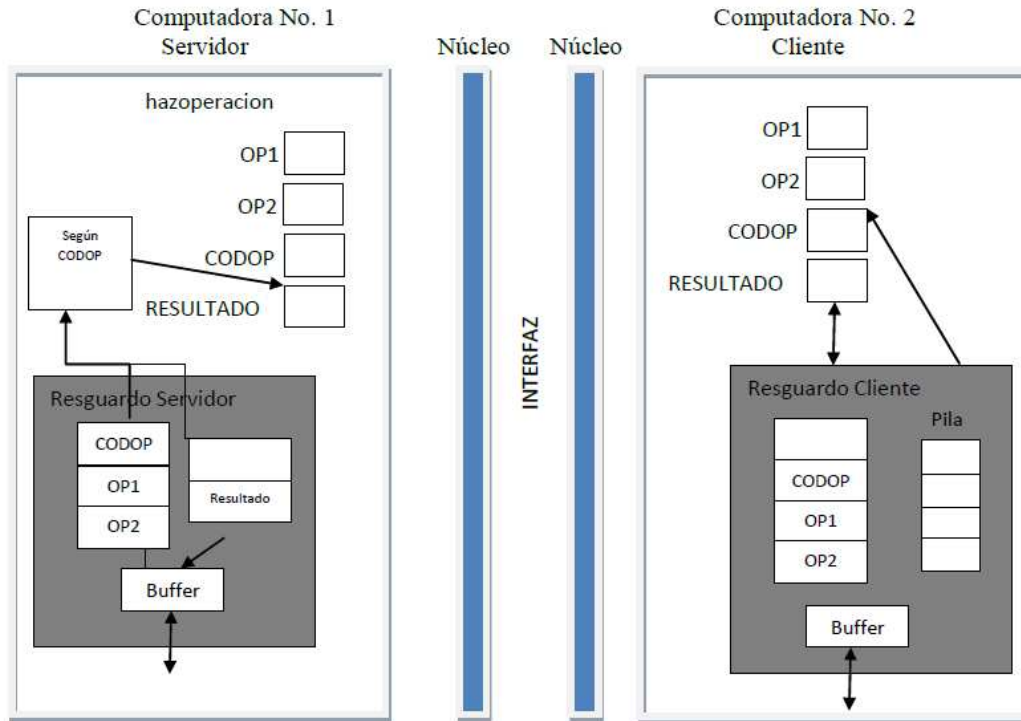 Computadora No. 1
Servidor
Núcleo
Núcleo
Computadora No. 2
Cliente
hazoperacion
OP1
OP2
CODOP
RESULTADO
Según
CODOP
Resguardo Servidor
CODOP
OP1
OP2
Resultado
Buffer
INTERFAZ
OP1
OP2
CODOP
RESULTADO
Resguardo Cliente
Pila
CODOP
OP1
OP2
Buffer